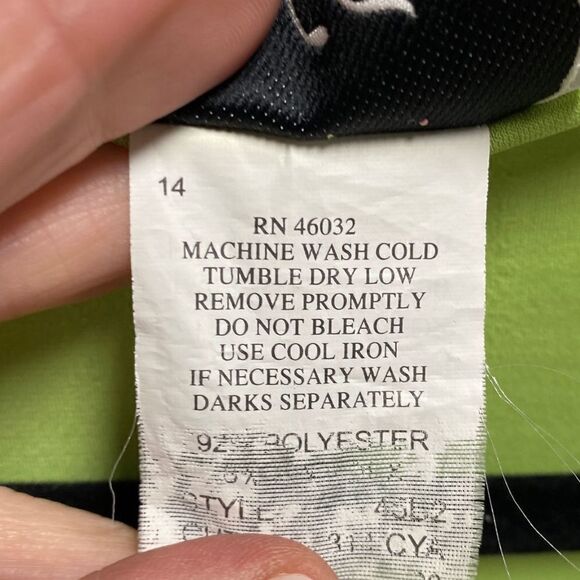 14
RN 46032
MACHINE WASH COLD
TUMBLE DRY LOW
REMOVE PROMPTLY
DO NOT BLEACH
USE COOL IRON
IF NECESSARY WASH
DARKS SEPARATELY
POLYESTER
STYLE